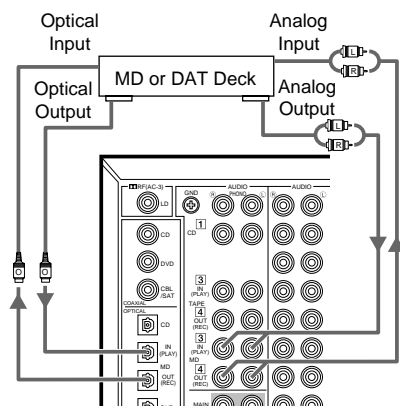 Optical
Input
Analog
Input
L
R
MD or DAT Deck
Optical
Output
Analog
Output
L
R
RF(AC-3)
LD
CD
DVD
CBL
/SAT
COAXIAL
OPTICAL
CD
IN
(PLAY)
MD
OUT
(REC)
O
O
GND
AUDIO
R
PHONO
L
1
CD
3
IN
(PLAY)
TAPE
4
OUT
(REC)
3
IN
(PLAY)
MD
4
OUT
(REC)
MAIN
AUDIO
R
L